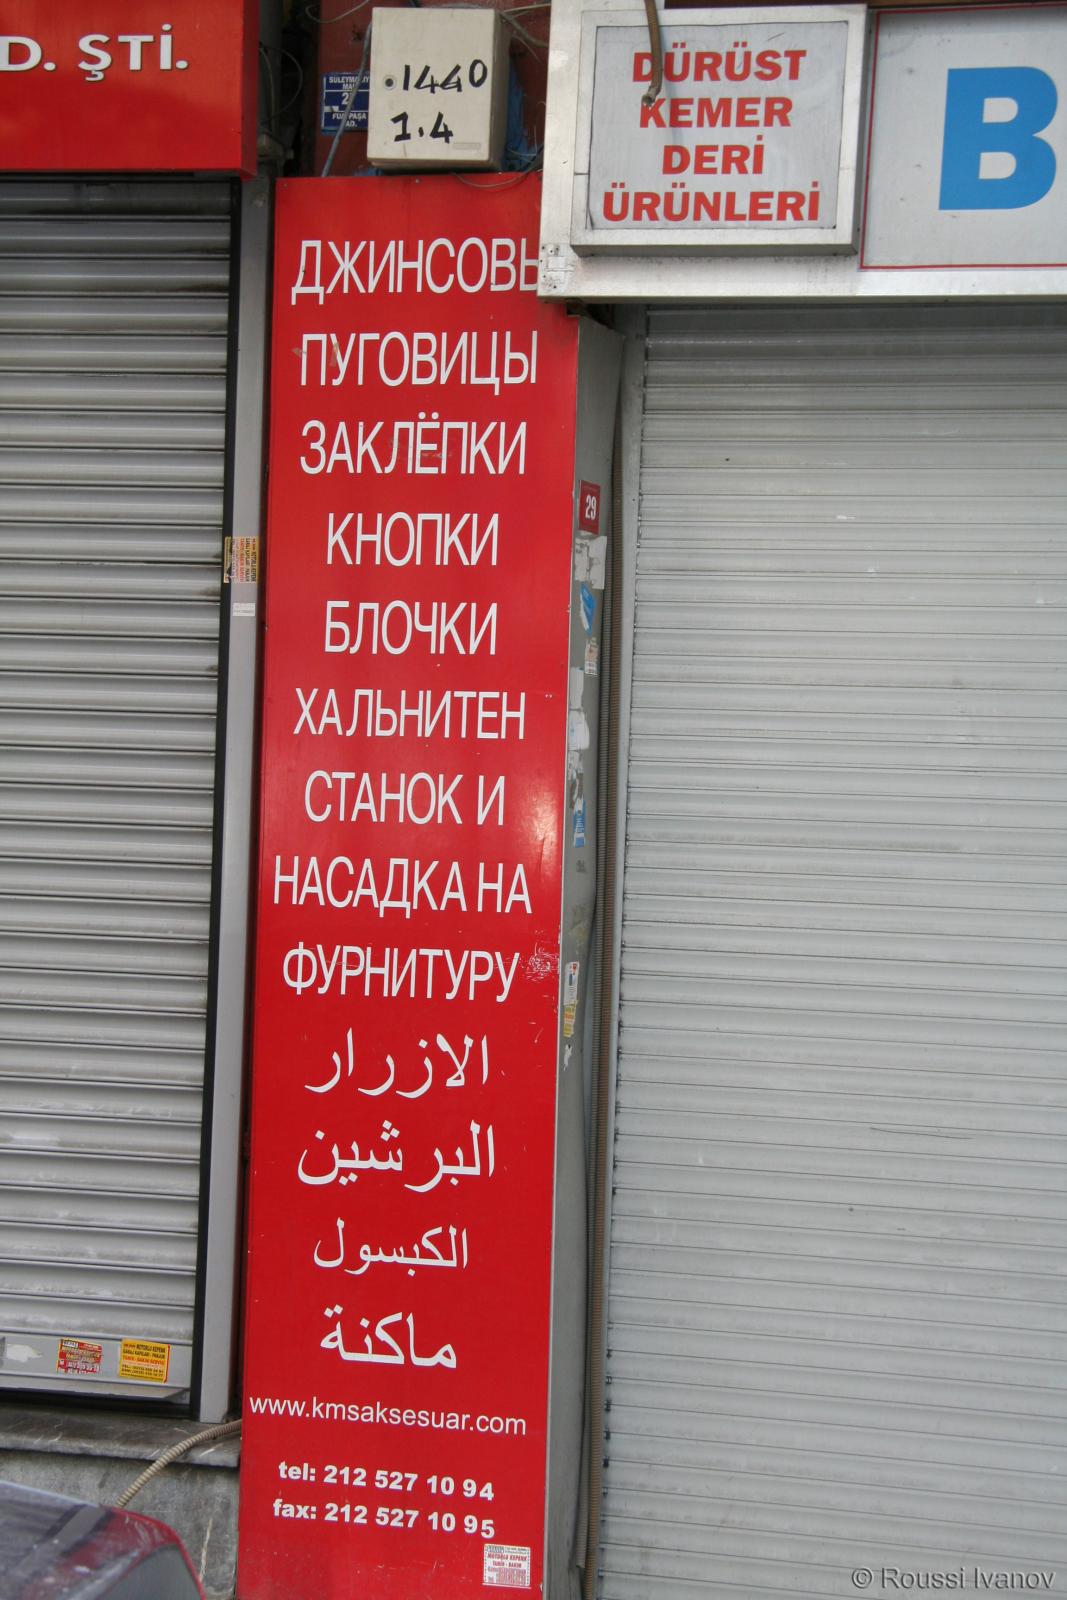 D. ŞTİ.
1440
1.4
DÜRÜST
KEMER
DERİ
ÜRÜNLERİ
B
ДЖИНСОВЫ
ПУГОВИЦЫ
ЗАКЛЁПКИ
КНОПКИ
БЛОЧКИ
ХАЛЬНИТЕН
СТАНОК И
НАСАДКА НА
ФУРНИТУРУ
الازرار
البرشين
الكبسول
ماكنة
www.kmsaksesuar.com
tel: 212 527 10 94
fax: 212 527 10 95
29
MOTORLU KEPENK
© Roussi Ivanov